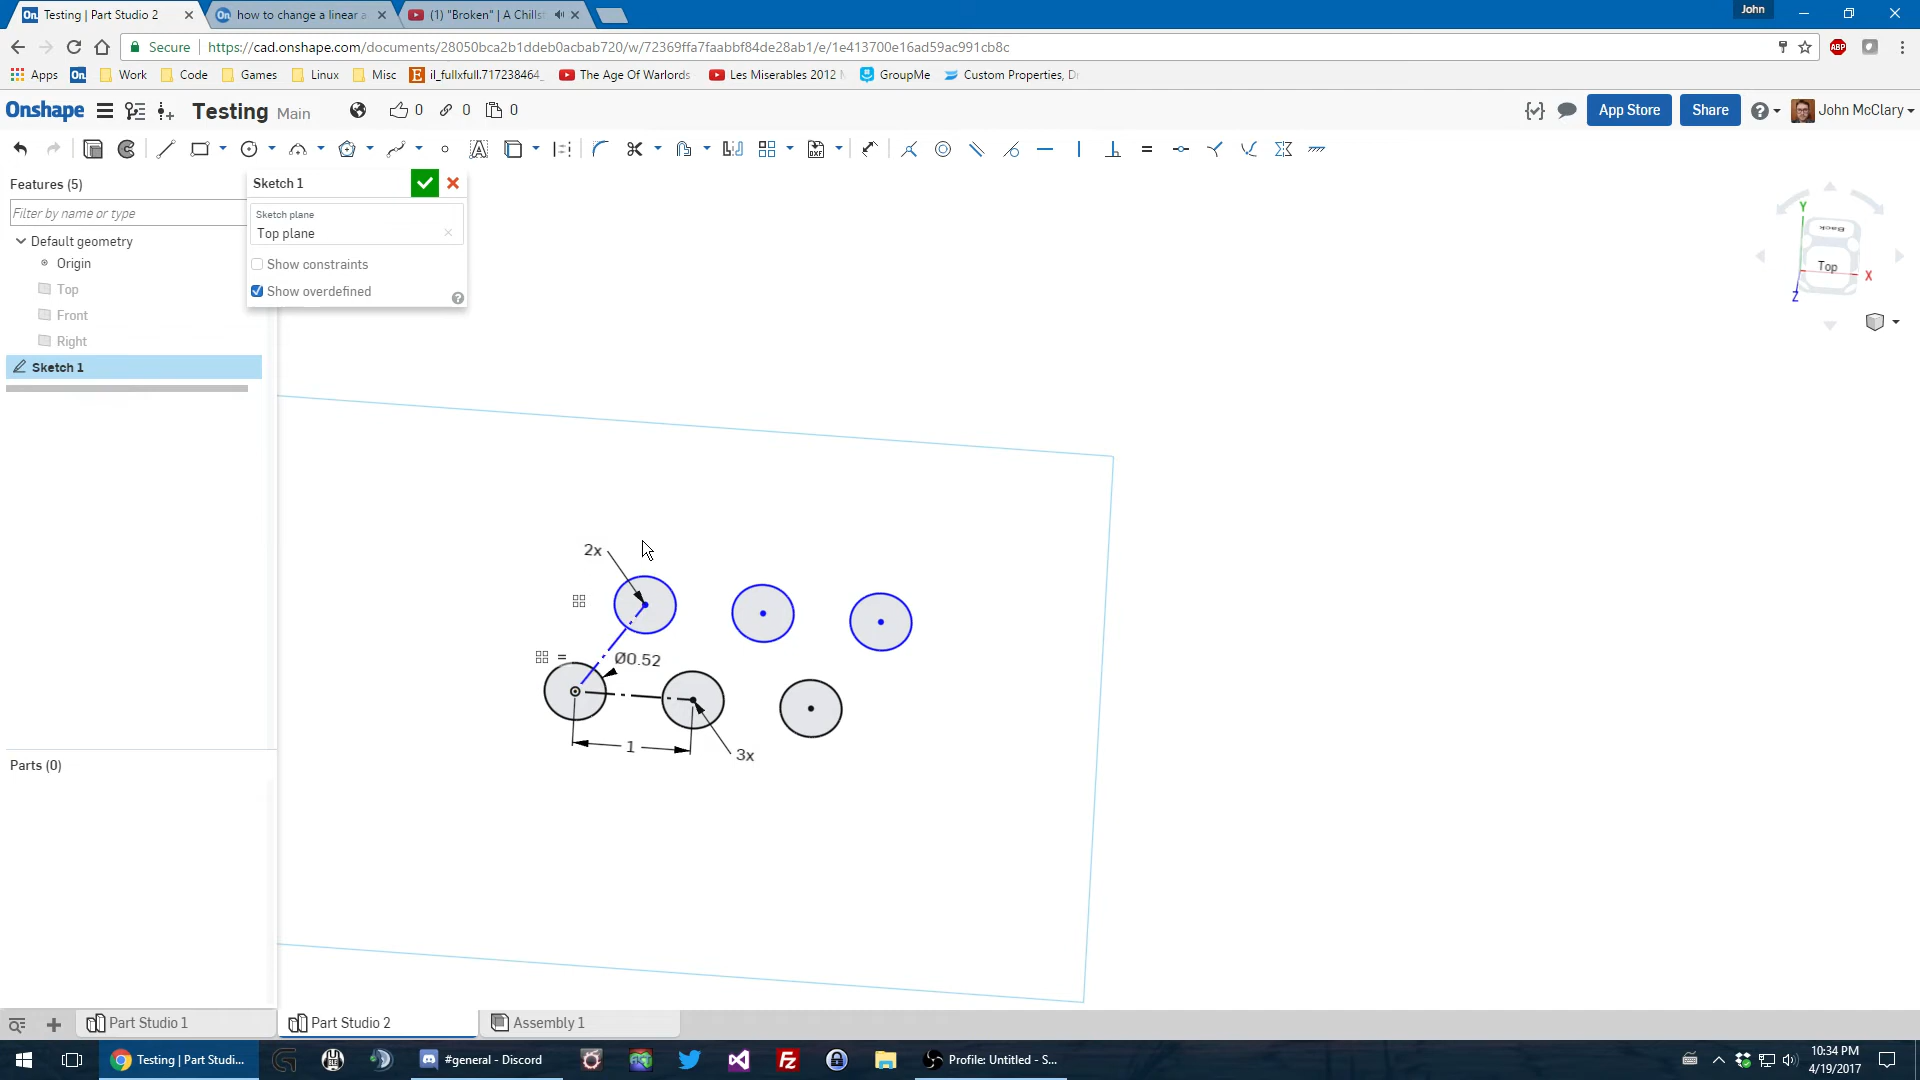 Testing | Part Studio 2
how to change a linear a
(1) "Broken" | A Chills
John
Secure
https://cad.onshape.com/documents/28050bca2b1ddeb0acbab720/w/72369ffa7faabbf84de28ab1/e/1e413700e16ad59ac991cb8c
ABP
Apps
On
Work
Code
Games
Linux
Misc
il_fullxfull.717238464_
The Age Of Warlords
Les Miserables 2012
GroupMe
Custom Properties, D
Onshape
Testing Main
0
0
0
App Store
Share
John McClary
Features (5)
Filter by name or type
Default geometry
Origin
Top
Front
Right
Sketch 1
Sketch 1
Sketch plane
Top plane
Show constraints
Show overdefined
Y
Back
Top
X
Z
2x
Ø0.52
1
3x
Parts (0)
Part Studio 1
Part Studio 2
Assembly 1
Testing | Part Studi...
#general - Discord
Profile: Untitled - S...
10:34 PM
4/19/2017